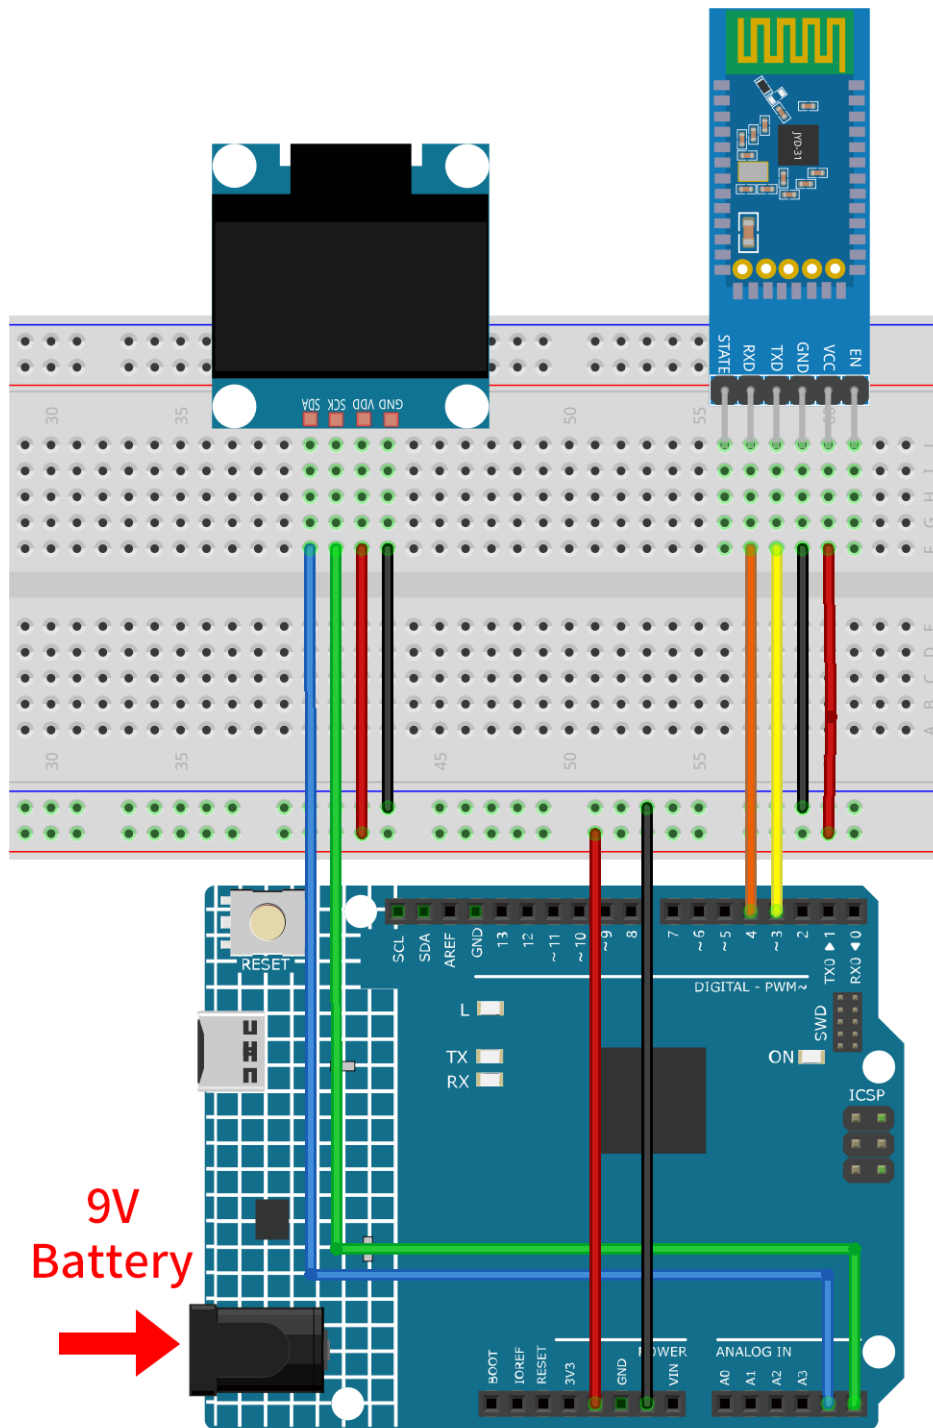 JYD-31
STATE
RXD
TXD
GND
VCC
EN
SDA
SCK
VDD
GND
30
35
55
60
J
I
H
G
F
E
D
C
B
A
30
35
45
50
55
RESET
SCL
SDA
AREF
GND
13
12
~11
~10
~9
8
7
~6
~5
4
~3
2
TX0▶1
RX0◀0
DIGITAL - PWM~
L
TX
RX
ON
SWD
ICSP
9V
Battery
BOOT
IOREF
RESET
3V3
GND
VIN
POWER
ANALOG IN
A0
A1
A2
A3